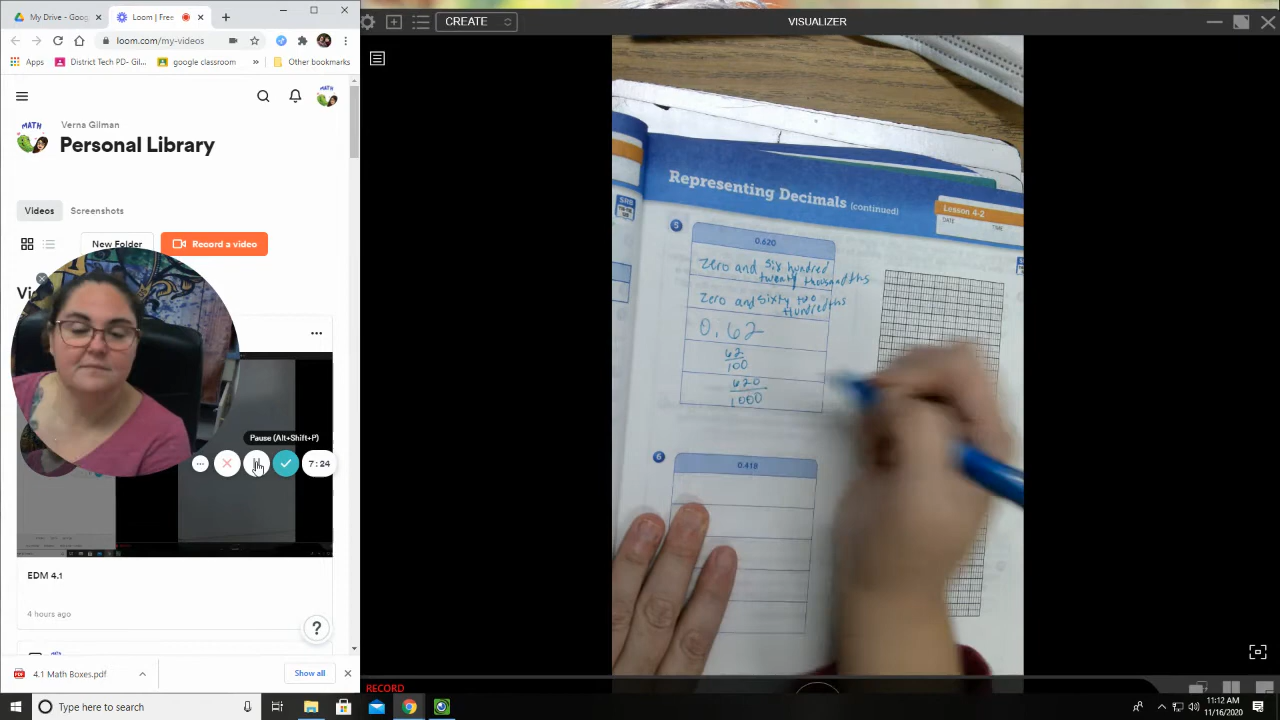 My Drive - Goog
Loom | Free
loom.com/my-videos
Apps
District Tech PD- Gil...
google classroom
»
Other bookmarks
MATH
Verna Gilman
Personal Library
Videos
Screenshots
New Folder
Record a video
Pause (Alt+Shift+P)
7:24
EDM 4.1
4 hours ago
?
4.1 Math Boxes.pdf
Show all
CREATE
VISUALIZER
Representing Decimals (continued)
SRB
Lesson 4-2
DATE
TIME
5
0.620
Zero and six hundred
twenty thousandths
Zero and sixty two
Hundredths
0.62
62
100
620
1000
6
0.418
RECORD
Type here to search
11:12 AM
11/16/2020